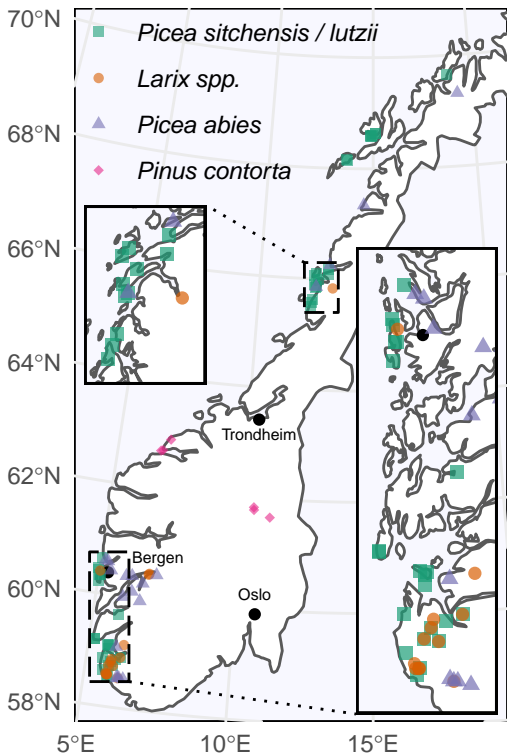 70°N
Picea sitchensis / lutzii
Larix spp.
68°N
Picea abies
Pinus contorta
66°N
64°N
Trondheim
62°N
Bergen
60°N
Oslo
58°N
5°E 10°E 15°E